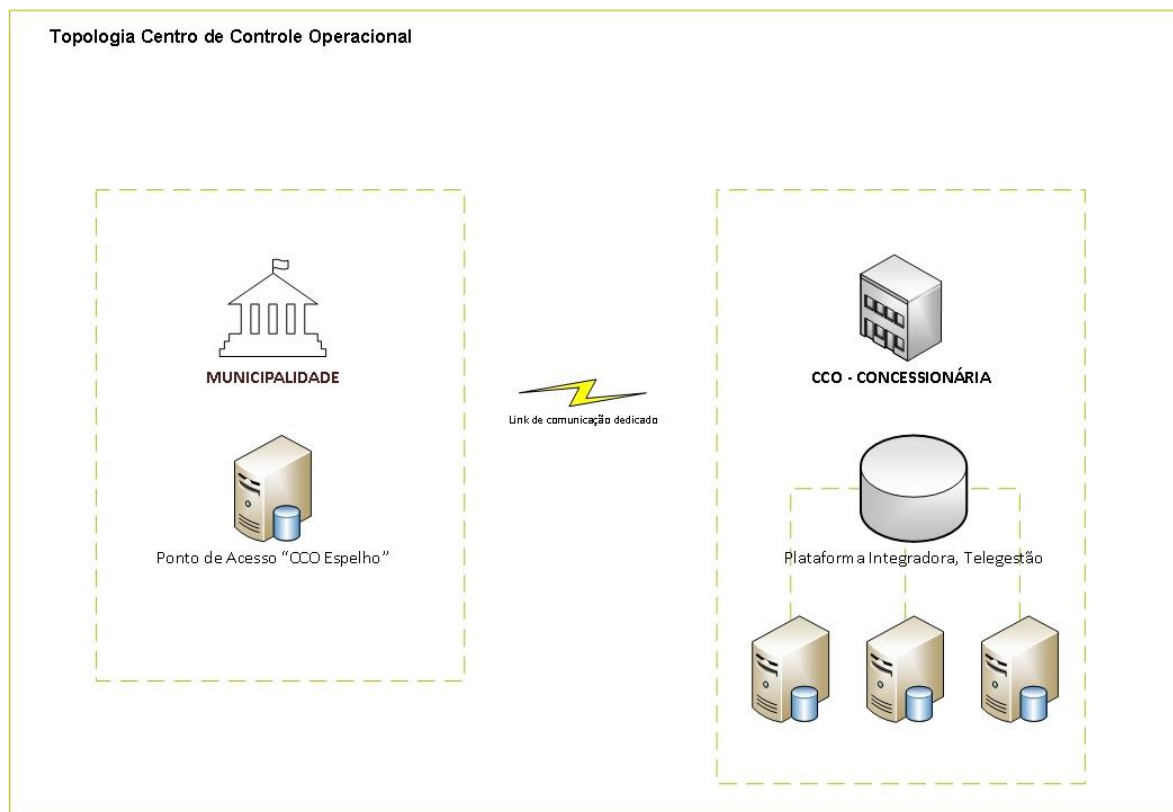 Topologia Centro de Controle Operacional
MUNICIPALIDADE
CCO - CONCESSIONÁRIA
Link de comunicação dedicado
Ponto de Acesso “CCO Espelho”
Plataforma Integradora, Telegestão